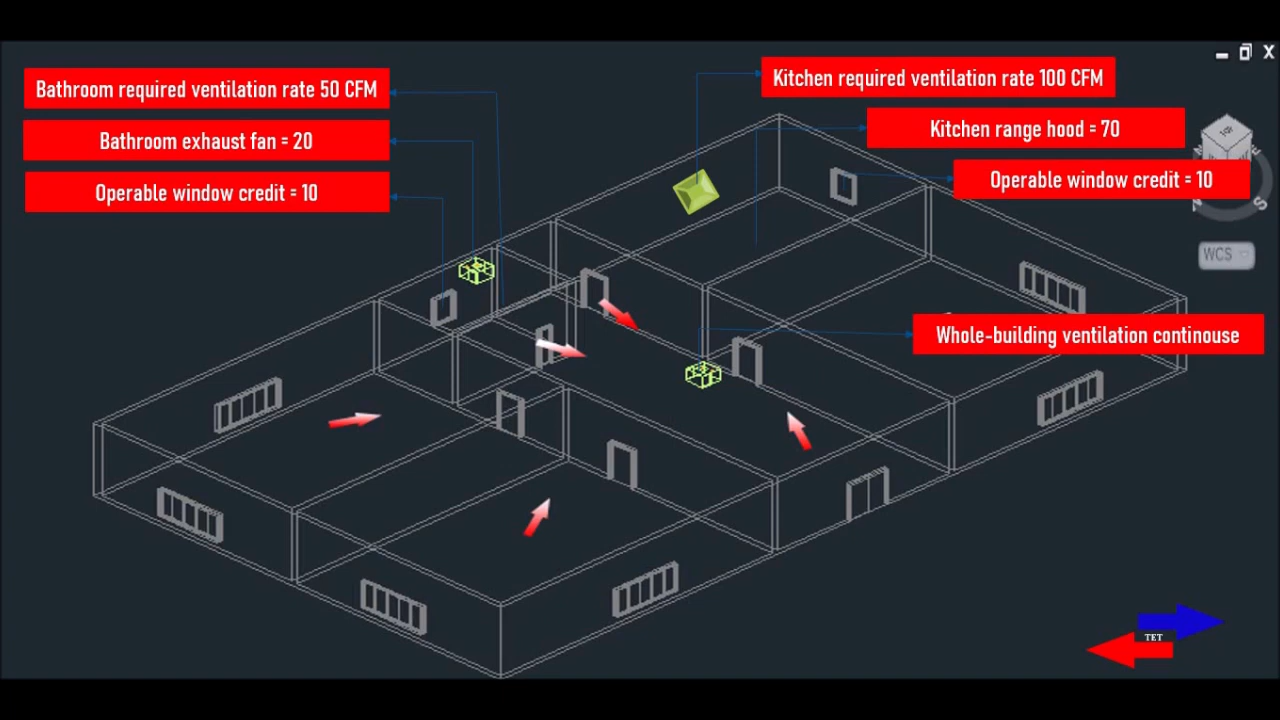 Bathroom required ventilation rate 50 CFM
Bathroom exhaust fan = 20
Operable window credit = 10
Kitchen required ventilation rate 100 CFM
Kitchen range hood = 70
Operable window credit = 10
Whole-building ventilation continouse
WCS
TET